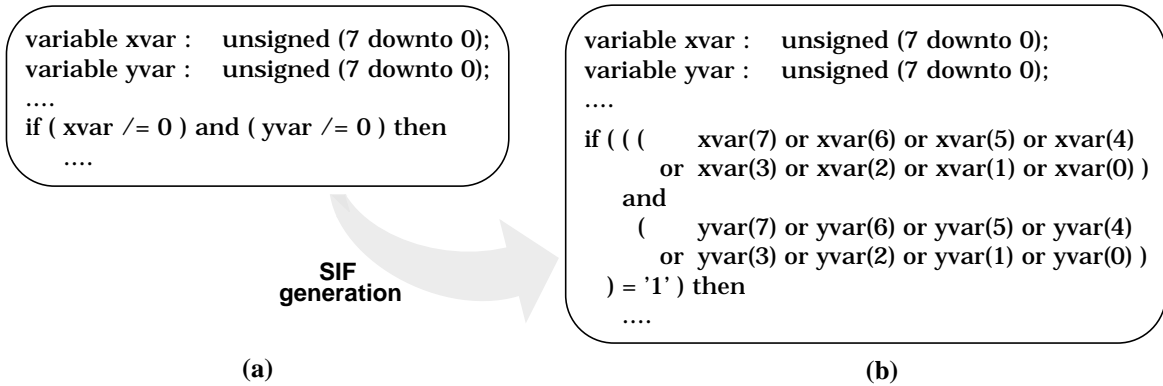 variable xvar : unsigned (7 downto 0);
variable yvar : unsigned (7 downto 0);
....
if ( xvar /= 0 ) and ( yvar /= 0 ) then
....
SIF
generation
(a)
variable xvar : unsigned (7 downto 0);
variable yvar : unsigned (7 downto 0);
....
if ( ( ( xvar(7) or xvar(6) or xvar(5) or xvar(4)
or xvar(3) or xvar(2) or xvar(1) or xvar(0) )
and
( yvar(7) or yvar(6) or yvar(5) or yvar(4)
or yvar(3) or yvar(2) or yvar(1) or yvar(0) )
) = '1' ) then
....
(b)